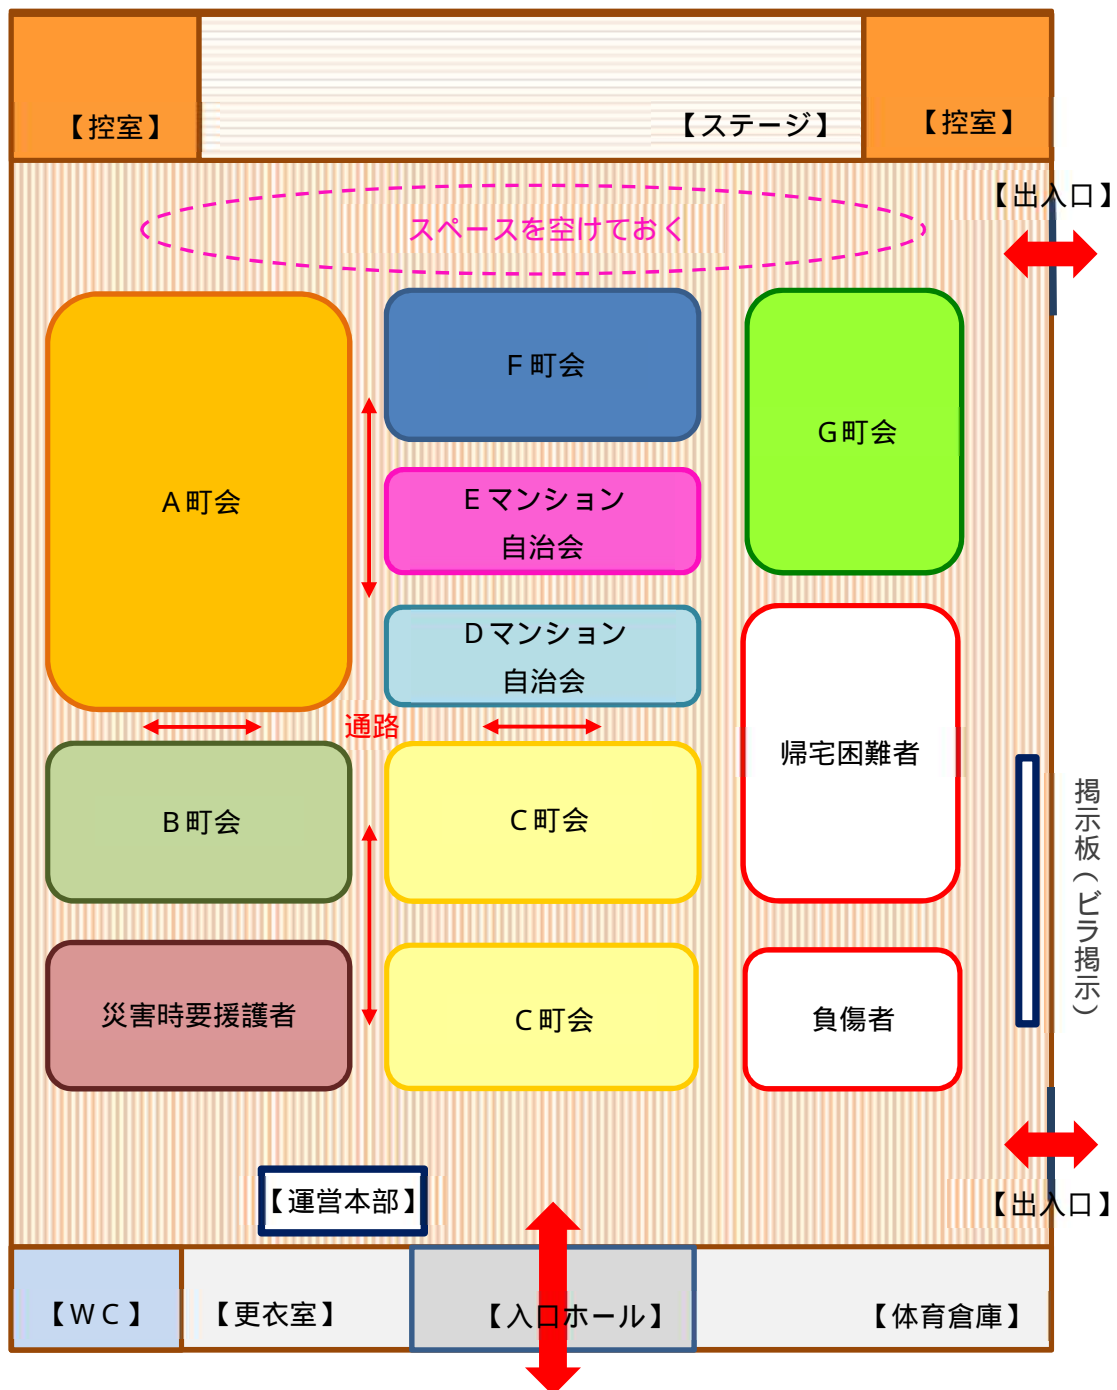 【控室】
【ステージ】
【控室】
【出入口】
スペースを空けておく
F町会
G町会
A町会
Eマンション
自治会
Dマンション
自治会
通路
帰宅困難者
B町会
C町会
掲示板（ビラ掲示）
災害時要援護者
C町会
負傷者
【運営本部】
【出入口】
【WC】
【更衣室】
【入口ホール】
【体育倉庫】